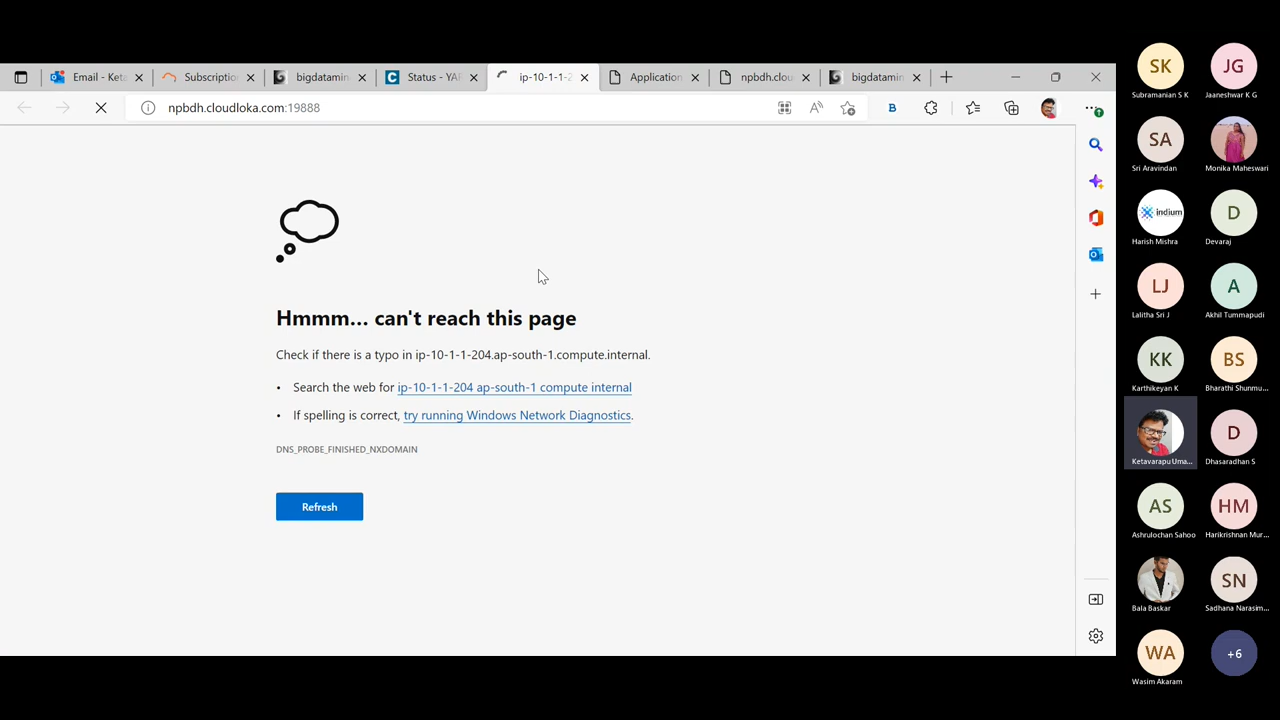 Email - Keta
Subscription
bigdatamin
Status - YAR
ip-10-1-1-2
Application
npbdh.clou
bigdatamin
npbdh.cloudloka.com:19888
B
Hmmm... can't reach this page
Check if there is a typo in ip-10-1-1-204.ap-south-1.compute.internal.
• Search the web for ip-10-1-1-204 ap-south-1 compute internal
• If spelling is correct, try running Windows Network Diagnostics.
DNS_PROBE_FINISHED_NXDOMAIN
Refresh
SK
JG
Subramanian S K
Jaaneshwar K G
SA
Sri Aravindan
Monika Maheswari
indium
D
Harish Mishra
Devaraj
LJ
A
Lalitha Sri J
Akhil Tummapudi
KK
BS
Karthikeyan K
Bharathi Shunmu...
D
Ketavarapu Uma...
Dhasaradhan S
AS
HM
Ashrulochan Sahoo
Harikrishnan Mur...
SN
Bala Baskar
Sadhana Narasim...
WA
+6
Wasim Akaram